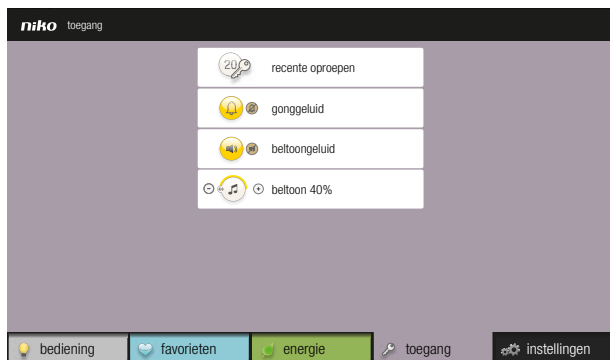 niko toegang
20 recente oproepen
gonggeluid
beltoongeluid
beltoon 40%
bediening favorieten energie toegang instellingen